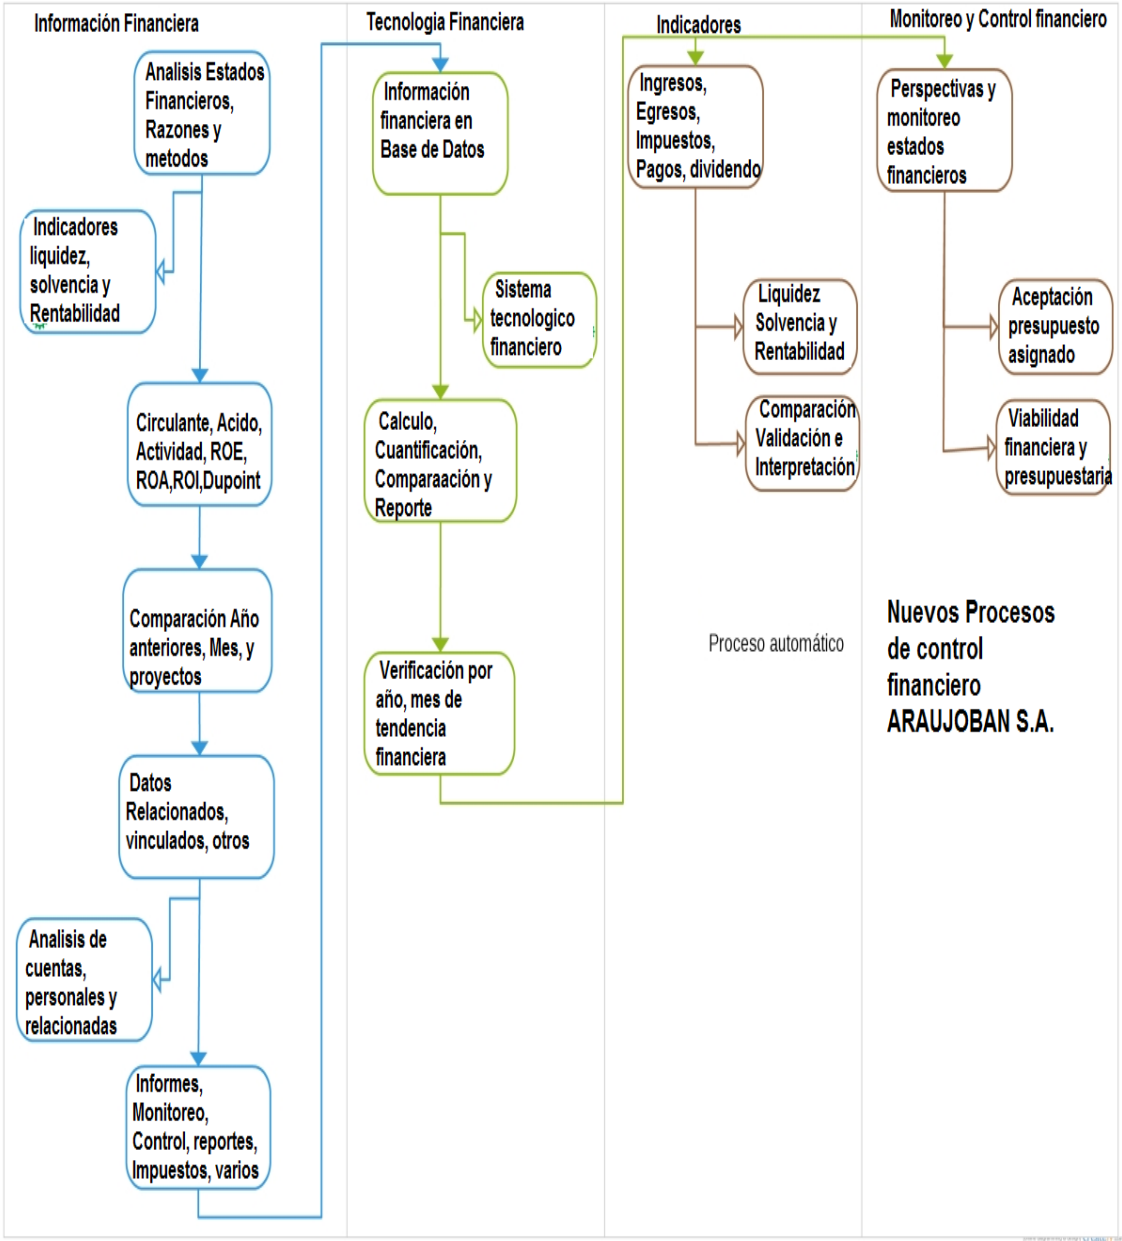 Información Financiera
Analisis Estados
Financieros,
Razones y
metodos
Indicadores
liquidez,
solvencia y
Rentabilidad
Circulante, Acido,
Actividad, ROE,
ROA,ROI,Dupoint
Comparación Año
anteriores, Mes, y
proyectos
Datos
Relacionados,
vinculados, otros
Analisis de
cuentas,
personales y
relacionadas
Informes,
Monitoreo,
Control, reportes,
Impuestos, varios
Tecnologia Financiera
Información
financiera en
Base de Datos
Sistema
tecnologico
financiero
Calculo,
Cuantificación,
Comparaación y
Reporte
Verificación por
año, mes de
tendencia
financiera
Indicadores
Ingresos,
Egresos,
Impuestos,
Pagos, dividendo
Liquidez
Solvencia y
Rentabilidad
Comparación
Validación e
Interpretación
Proceso automático
Monitoreo y Control financiero
Perspectivas y
monitoreo
estados
financieros
Aceptación
presupuesto
asignado
Viabilidad
financiera y
presupuestaria
Nuevos Procesos
de control
financiero
ARAUJOBAN S.A.